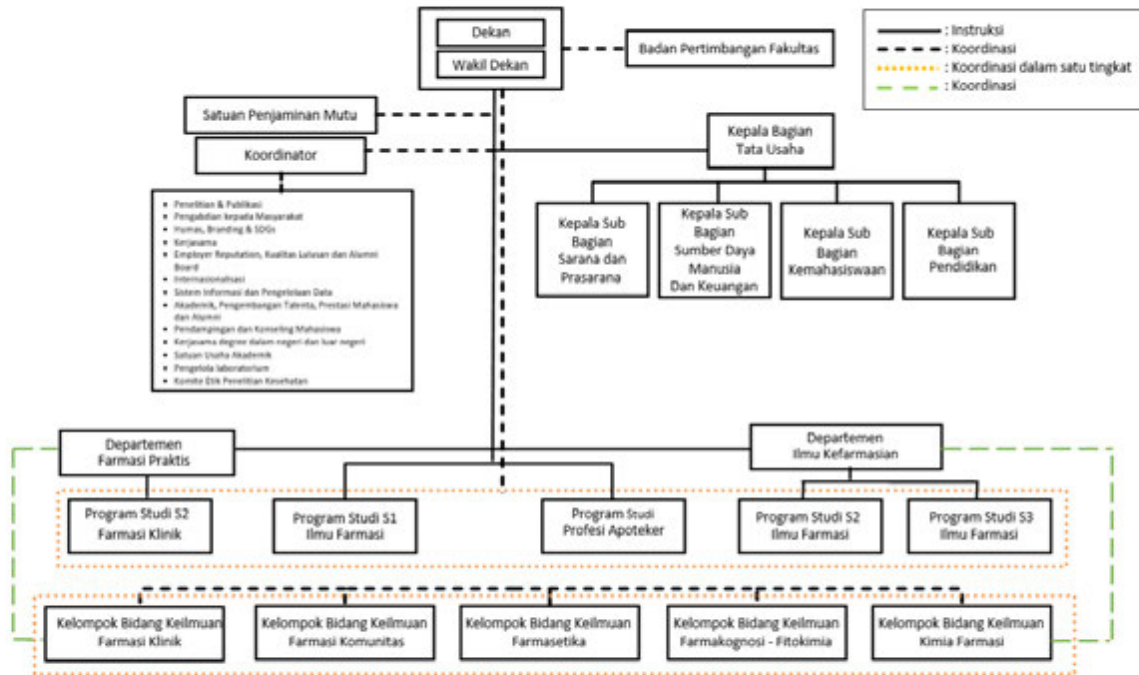 Dekan
Wakil Dekan
Badan Pertimbangan Fakultas
: Instruksi
: Koordinasi
: Koordinasi dalam satu tingkat
: Koordinasi
Satuan Penjaminan Mutu
Koordinator
Kepala Bagian
Tata Usaha
• Penelitian & Publikasi
• Pengabdian kepada Masyarakat
• Humas, Branding & SDGs
• Kerjasama
• Employer Reputation, Kualitas Lulusan dan Alumni
Board
• Internasionalisasi
• Sistem Informasi dan Pengelolaan Data
• Akademik, Pengembangan Talenta, Prestasi Mahasiswa
dan Alumni
• Pendampingan dan Konseling Mahasiswa
• Kerjasama degree dalam negeri dan luar negeri
• Satuan Usaha Akademik
• Pengelola laboratorium
• Komite Etik Penelitian Kesehatan
Kepala Sub
Bagian
Sarana dan
Prasarana
Kepala Sub
Bagian
Sumber Daya
Manusia
Dan Keuangan
Kepala Sub
Bagian
Kemahasiswaan
Kepala Sub
Bagian
Pendidikan
Departemen
Farmasi Praktis
Departemen
Ilmu Kefarmasian
Program Studi S2
Farmasi Klinik
Program Studi S1
Ilmu Farmasi
Program Studi
Profesi Apoteker
Program Studi S2
Ilmu Farmasi
Program Studi S3
Ilmu Farmasi
Kelompok Bidang Keilmuan
Farmasi Klinik
Kelompok Bidang Keilmuan
Farmasi Komunitas
Kelompok Bidang Keilmuan
Farmasetika
Kelompok Bidang Keilmuan
Farmakognosi - Fitokimia
Kelompok Bidang Keilmuan
Kimia Farmasi